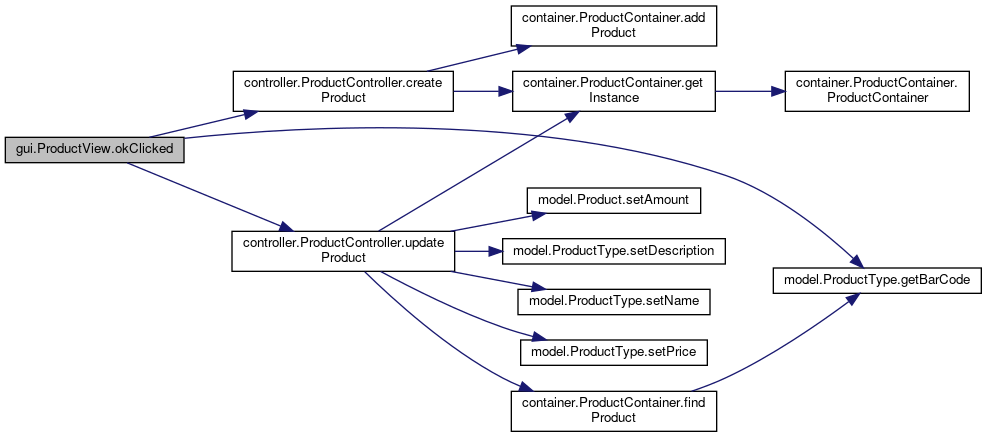 container.ProductContainer.add
Product
controller.ProductController.create
Product
container.ProductContainer.get
Instance
container.ProductContainer.
ProductContainer
gui.ProductView.okClicked
model.Product.setAmount
controller.ProductController.update
Product
model.ProductType.setDescription
model.ProductType.getBarCode
model.ProductType.setName
model.ProductType.setPrice
container.ProductContainer.find
Product